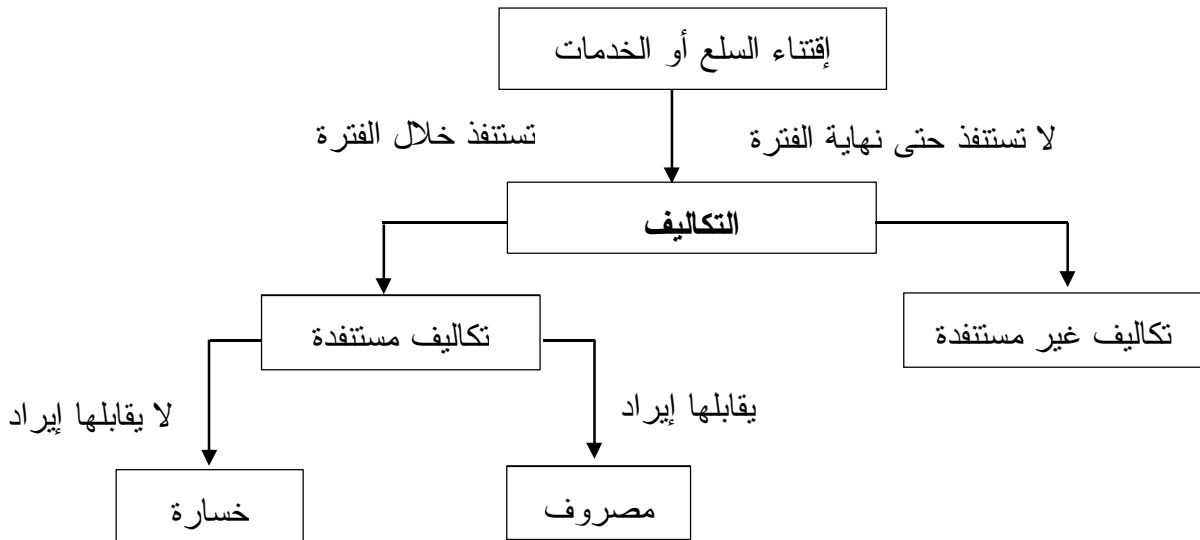 إقتناء السلع أو الخدمات
لا تستنفذ حتى نهاية الفترة
تستنفذ خلال الفترة
التكاليف
تكاليف غير مستنفدة
تكاليف مستنفدة
يقابلها إيراد
لا يقابلها إيراد
مصروف
خسارة